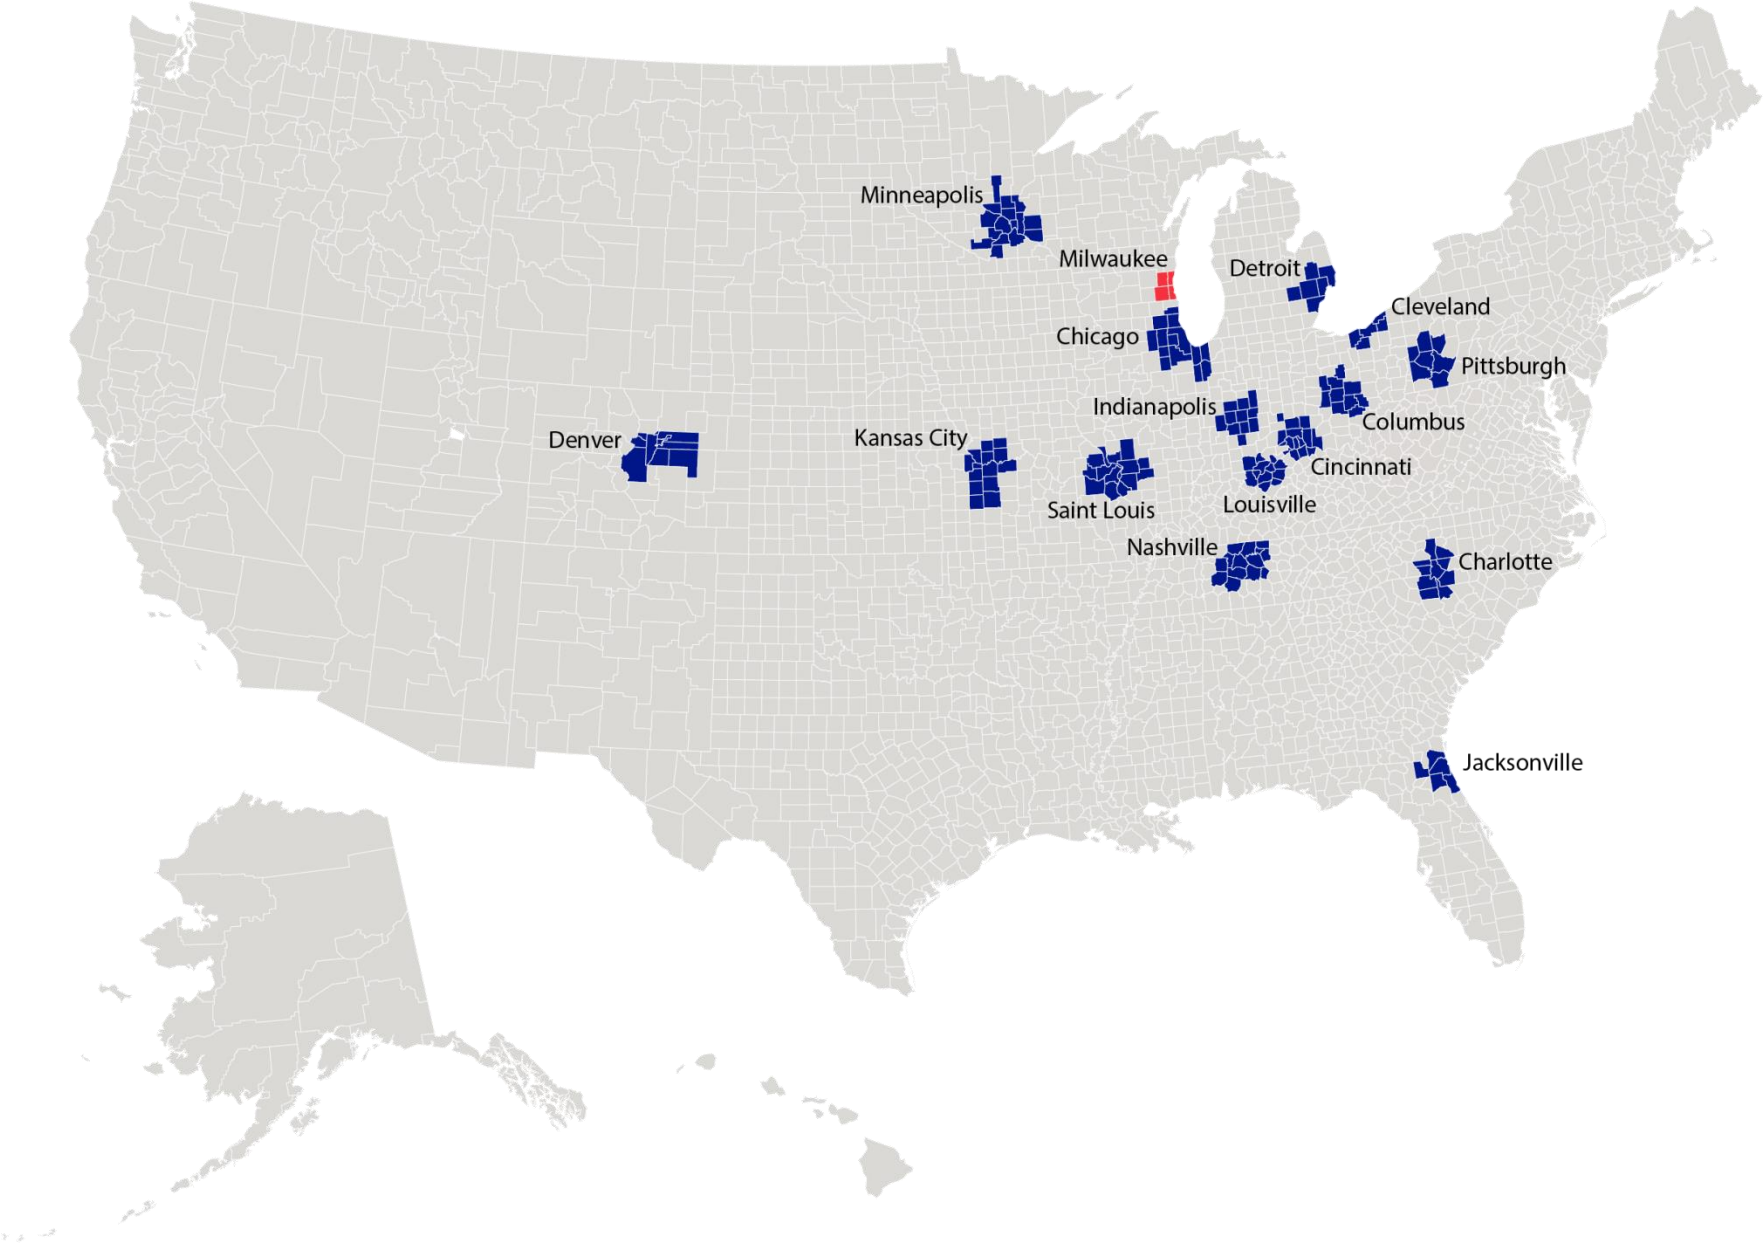 Minneapolis
Milwaukee
Detroit
Cleveland
Chicago
Pittsburgh
Indianapolis
Columbus
Denver
Kansas City
Cincinnati
Saint Louis
Louisville
Nashville
Charlotte
Jacksonville